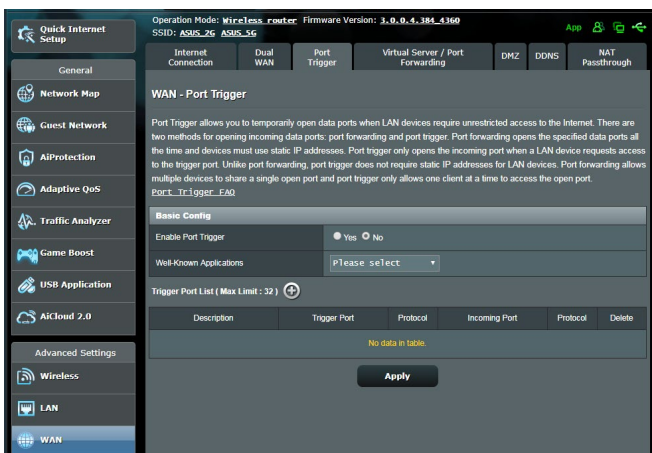 Quick Internet
Setup
General
Network Map
Guest Network
AiProtection
Adaptive QoS
Traffic Analyzer
Game Boost
USB Application
AiCloud 2.0
Advanced Settings
Wireless
LAN
WAN
Operation Mode: Wireless router Firmware Version: 3.0.0.4.384_4360
SSID: ASUS_2G ASUS_5G
App
Internet
Connection
Dual
WAN
Port
Trigger
Virtual Server / Port
Forwarding
DMZ
DDNS
NAT
Passthrough
WAN - Port Trigger
Port Trigger allows you to temporarily open data ports when LAN devices require unrestricted access to the Internet. There are
two methods for opening incoming data ports: port forwarding and port trigger. Port forwarding opens the specified data ports all
the time and devices must use static IP addresses. Port trigger only opens the incoming port when a LAN device requests access
to the trigger port. Unlike port forwarding, port trigger does not require static IP addresses for LAN devices. Port forwarding allows
multiple devices to share a single open port and port trigger only allows one client at a time to access the open port.
Port Trigger FAQ
Basic Config
Enable Port Trigger Yes No
Well-Known Applications Please select
Trigger Port List ( Max Limit : 32 )
Description Trigger Port Protocol Incoming Port Protocol Delete
No data in table.
Apply